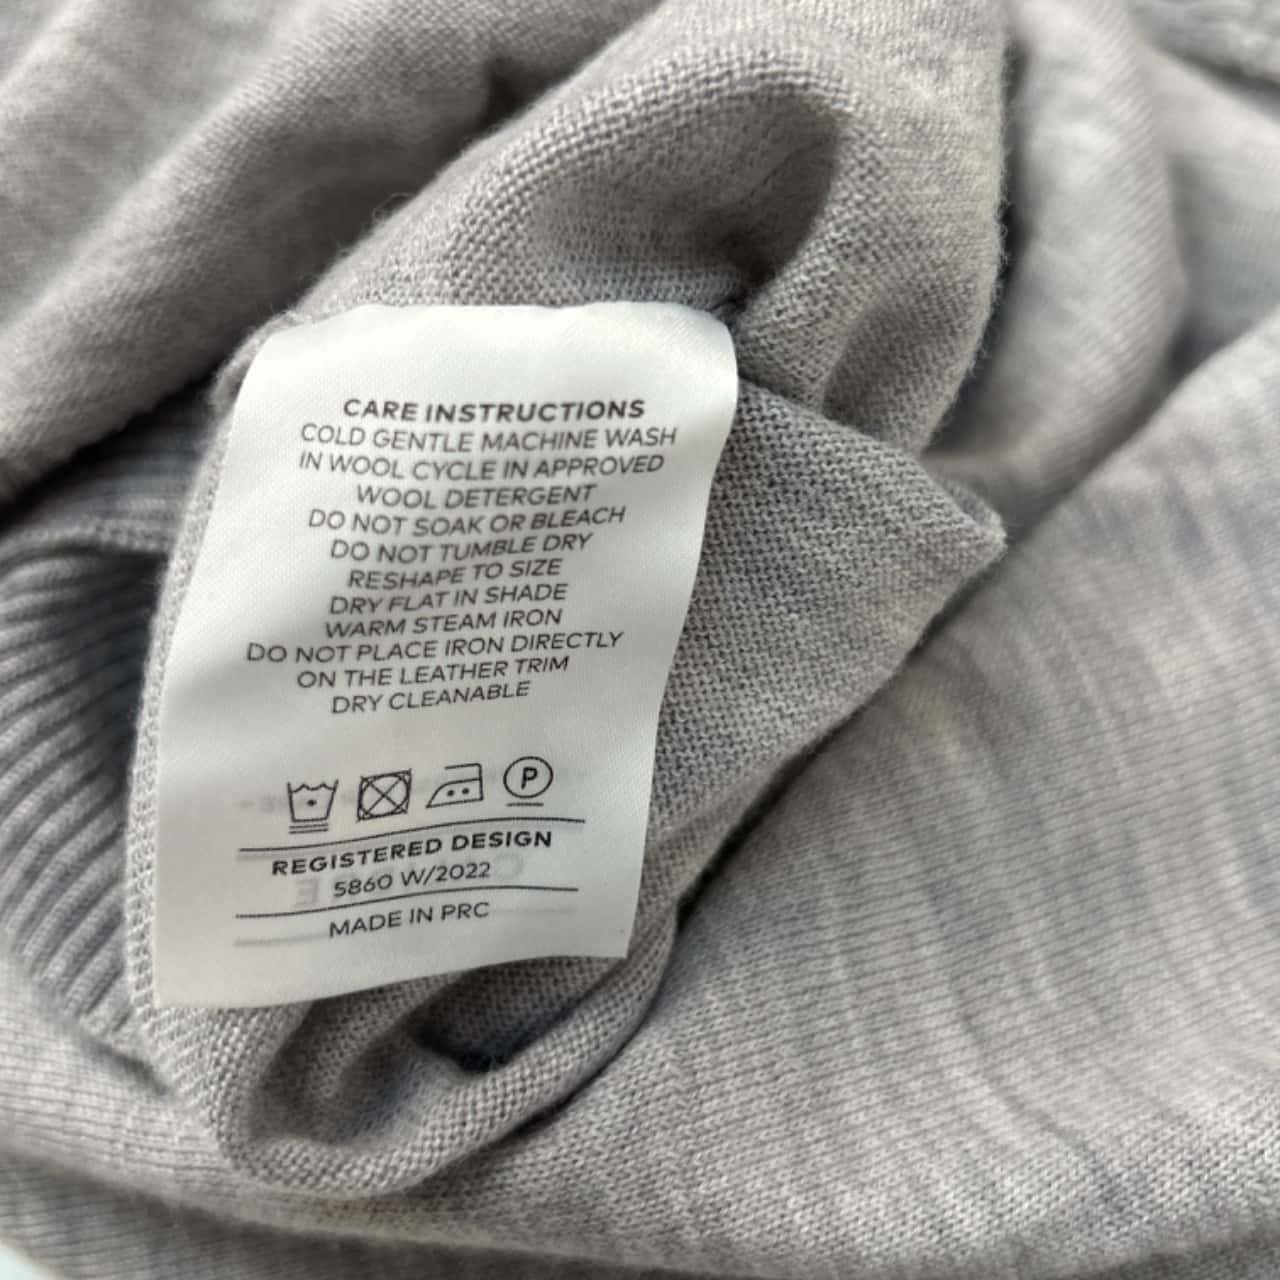 CARE INSTRUCTIONS
COLD GENTLE MACHINE WASH
IN WOOL CYCLE IN APPROVED
WOOL DETERGENT
DO NOT SOAK OR BLEACH
DO NOT TUMBLE DRY
RESHAPE TO SIZE
DRY FLAT IN SHADE
WARM STEAM IRON
DO NOT PLACE IRON DIRECTLY
ON THE LEATHER TRIM
DRY CLEANABLE
P
REGISTERED DESIGN
5860 W/2022
MADE IN PRC